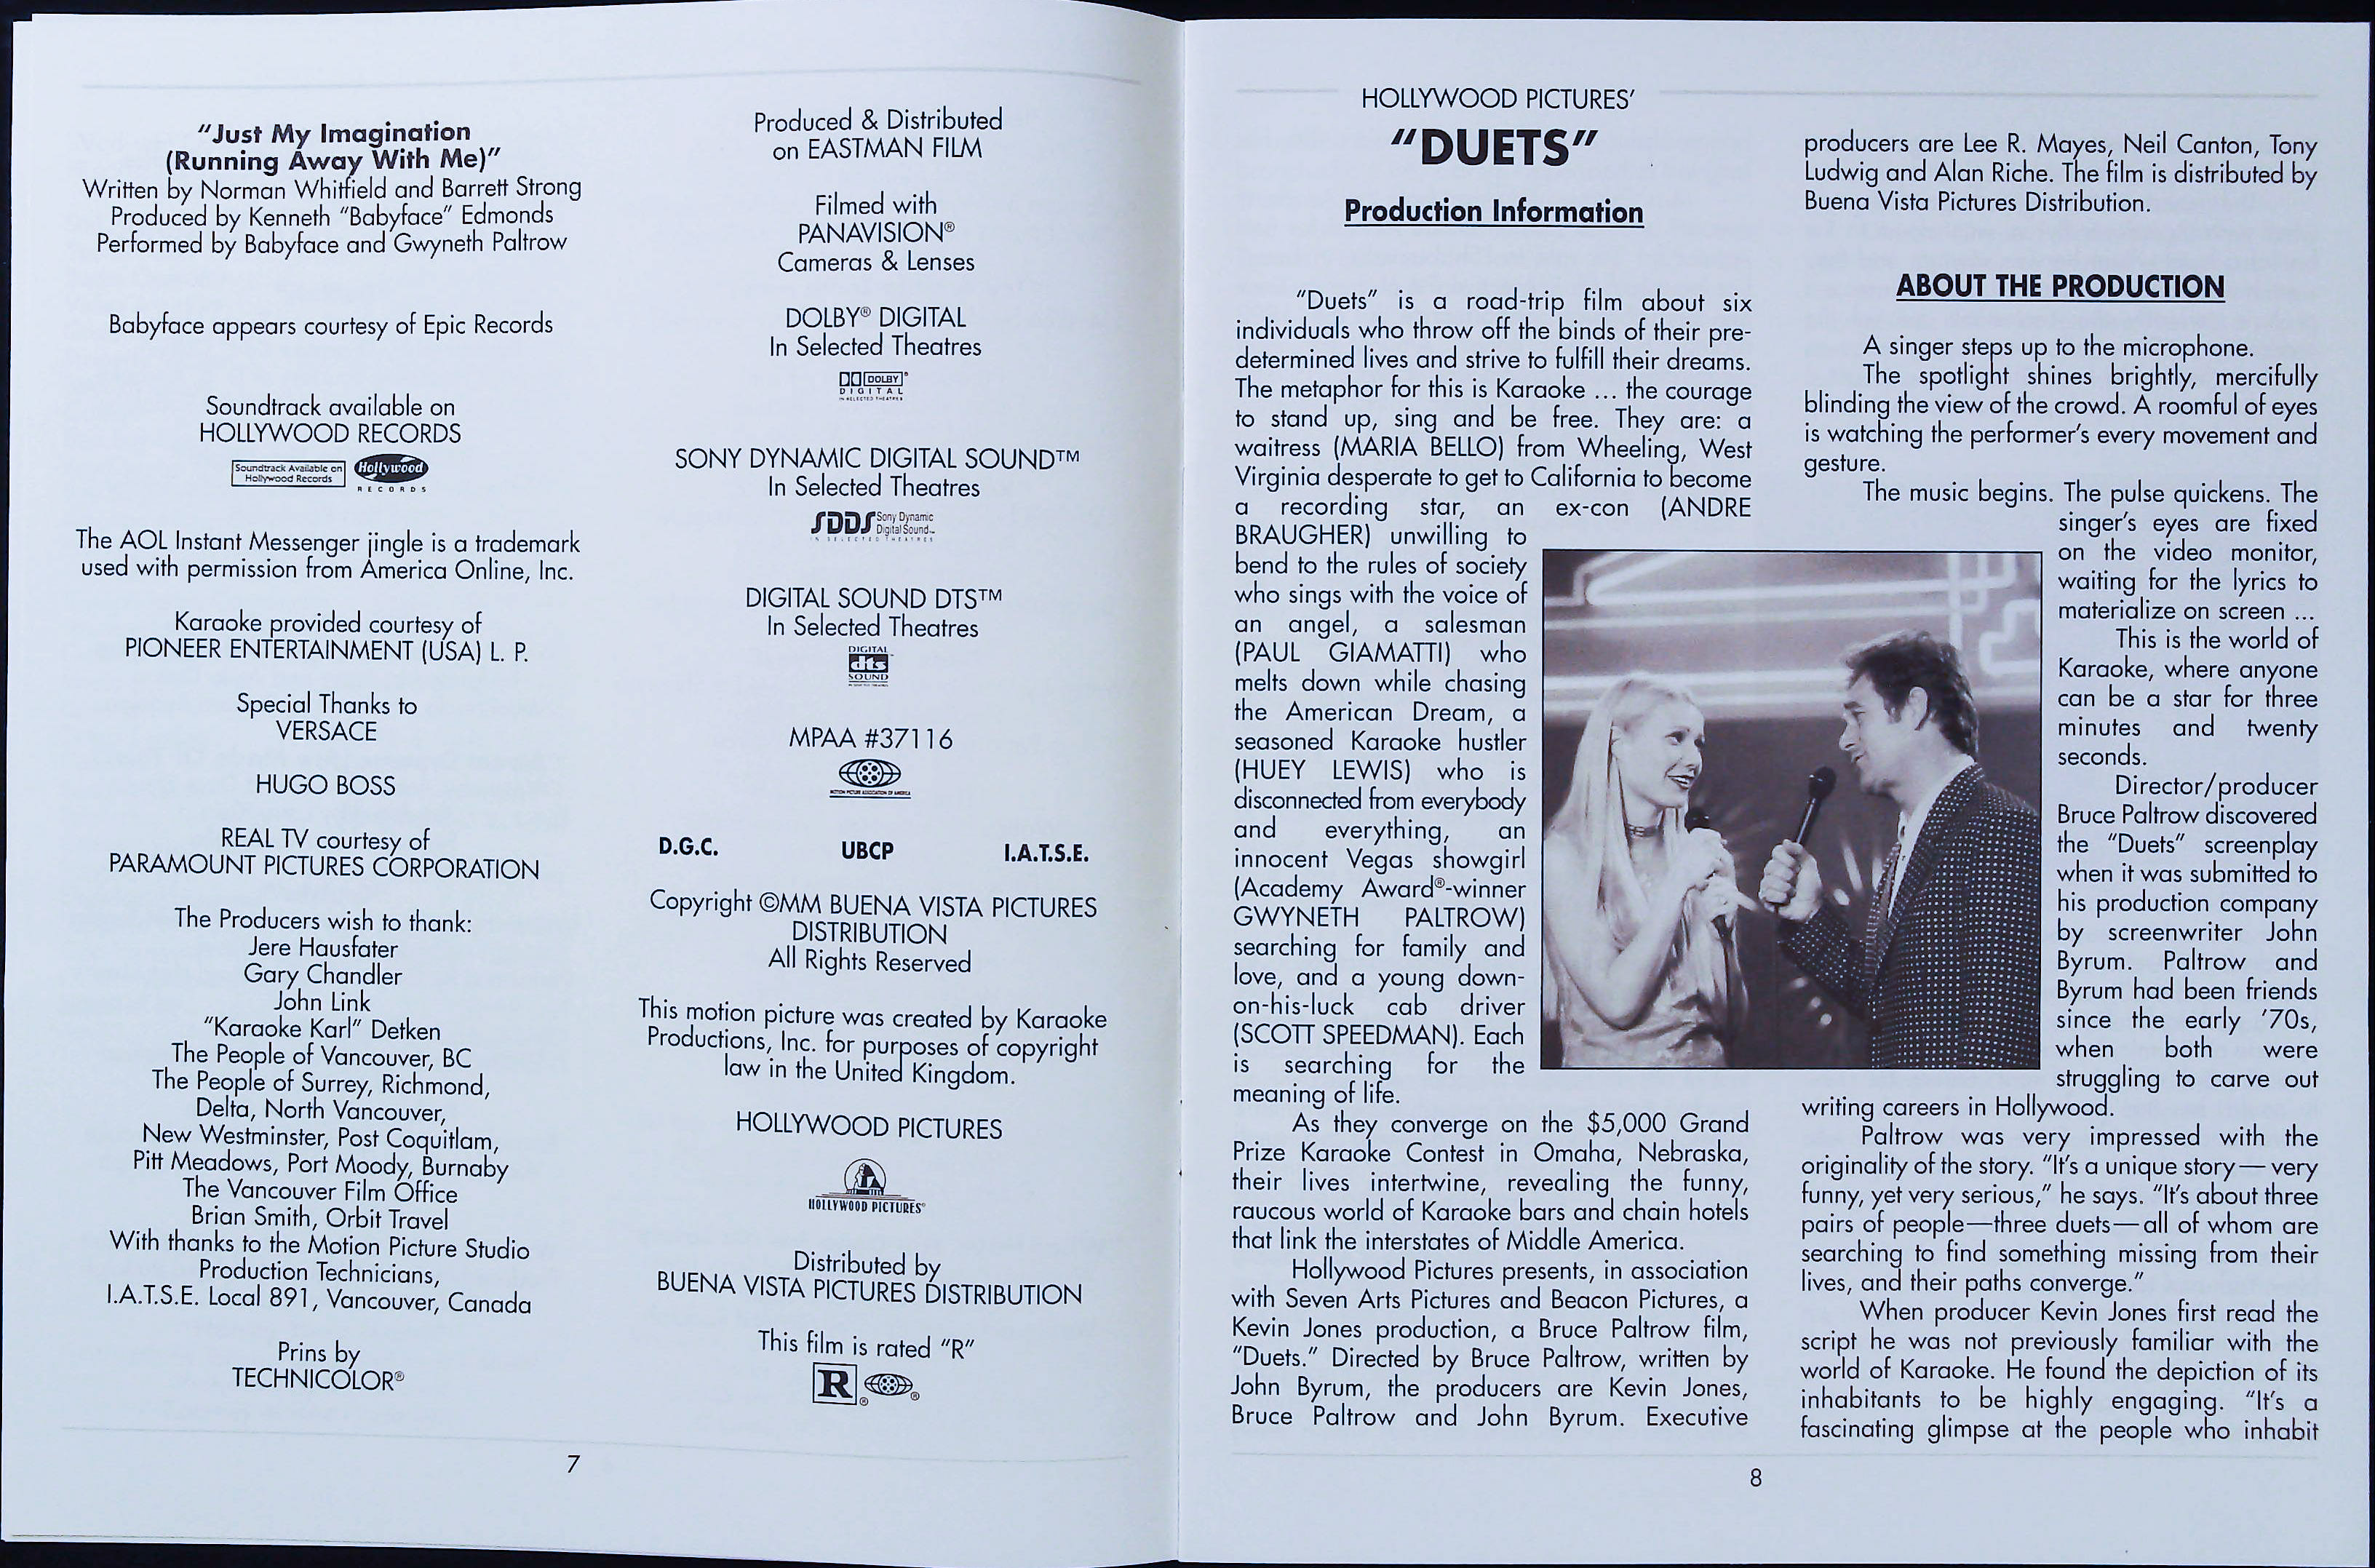 "Just My Imagination
(Running Away With Me)"
Written by Norman Whitfield and Barrett Strong
Produced by Kenneth "Babyface" Edmonds
Performed by Babyface and Gwyneth Paltrow
Babyface appears courtesy of Epic Records
Soundtrack available on
HOLLYWOOD RECORDS
Soundtrack Available on
Hollywood Records
Hollywood
RECORDS
The AOL Instant Messenger jingle is a trademark
used with permission from America Online, Inc.
Karaoke provided courtesy of
PIONEER ENTERTAINMENT (USA) L. P.
Special Thanks to
VERSACE
HUGO BOSS
REAL TV courtesy of
PARAMOUNT PICTURES CORPORATION
The Producers wish to thank:
Jere Hausfater
Gary Chandler
John Link
"Karaoke Karl" Detken
The People of Vancouver, BC
The People of Surrey, Richmond,
Delta, North Vancouver,
New Westminster, Post Coquitlam,
Pitt Meadows, Port Moody, Burnaby
The Vancouver Film Office
Brian Smith, Orbit Travel
With thanks to the Motion Picture Studio
Production Technicians,
I.A.T.S.E. Local 891, Vancouver, Canada
Prins by
TECHNICOLOR®
Produced & Distributed
on EASTMAN FILM
Filmed with
PANAVISION®
Cameras & Lenses
DOLBY® DIGITAL
In Selected Theatres
DOLBY®
DIGITAL
IN SELECTED THEATRES
SONY DYNAMIC DIGITAL SOUND™
In Selected Theatres
SDDS Sony Dynamic
Digital Sound™
IN SELECTED THEATRES
DIGITAL SOUND DTS™
In Selected Theatres
DIGITAL
dts
SOUND
MPAA #37116
MOTION PICTURE ASSOCIATION OF AMERICA
D.G.C. UBCP I.A.T.S.E.
Copyright ©MM BUENA VISTA PICTURES
DISTRIBUTION
All Rights Reserved
This motion picture was created by Karaoke
Productions, Inc. for purposes of copyright
law in the United Kingdom.
HOLLYWOOD PICTURES
HOLLYWOOD PICTURES®
Distributed by
BUENA VISTA PICTURES DISTRIBUTION
This film is rated "R"
R ® ®
7
HOLLYWOOD PICTURES'
"DUETS"
Production Information
"Duets" is a road-trip film about six
individuals who throw off the binds of their pre-
determined lives and strive to fulfill their dreams.
The metaphor for this is Karaoke ... the courage
to stand up, sing and be free. They are: a
waitress (MARIA BELLO) from Wheeling, West
Virginia desperate to get to California to become
a recording star, an ex-con (ANDRE
BRAUGHER) unwilling to
bend to the rules of society
who sings with the voice of
an angel, a salesman
(PAUL GIAMATTI) who
melts down while chasing
the American Dream, a
seasoned Karaoke hustler
(HUEY LEWIS) who is
disconnected from everybody
and everything, an
innocent Vegas showgirl
(Academy Award®-winner
GWYNETH PALTROW)
searching for family and
love, and a young down-
on-his-luck cab driver
(SCOTT SPEEDMAN). Each
is searching for the
meaning of life.
As they converge on the $5,000 Grand
Prize Karaoke Contest in Omaha, Nebraska,
their lives intertwine, revealing the funny,
raucous world of Karaoke bars and chain hotels
that link the interstates of Middle America.
Hollywood Pictures presents, in association
with Seven Arts Pictures and Beacon Pictures, a
Kevin Jones production, a Bruce Paltrow film,
"Duets." Directed by Bruce Paltrow, written by
John Byrum, the producers are Kevin Jones,
Bruce Paltrow and John Byrum. Executive
producers are Lee R. Mayes, Neil Canton, Tony
Ludwig and Alan Riche. The film is distributed by
Buena Vista Pictures Distribution.
ABOUT THE PRODUCTION
A singer steps up to the microphone.
The spotlight shines brightly, mercifully
blinding the view of the crowd. A roomful of eyes
is watching the performer's every movement and
gesture.
The music begins. The pulse quickens. The
singer's eyes are fixed
on the video monitor,
waiting for the lyrics to
materialize on screen ...
This is the world of
Karaoke, where anyone
can be a star for three
minutes and twenty
seconds.
Director/producer
Bruce Paltrow discovered
the "Duets" screenplay
when it was submitted to
his production company
by screenwriter John
Byrum. Paltrow and
Byrum had been friends
since the early '70s,
when both were
struggling to carve out
writing careers in Hollywood.
Paltrow was very impressed with the
originality of the story. "It's a unique story—very
funny, yet very serious," he says. "It's about three
pairs of people—three duets—all of whom are
searching to find something missing from their
lives, and their paths converge."
When producer Kevin Jones first read the
script he was not previously familiar with the
world of Karaoke. He found the depiction of its
inhabitants to be highly engaging. "It's a
fascinating glimpse at the people who inhabit
8